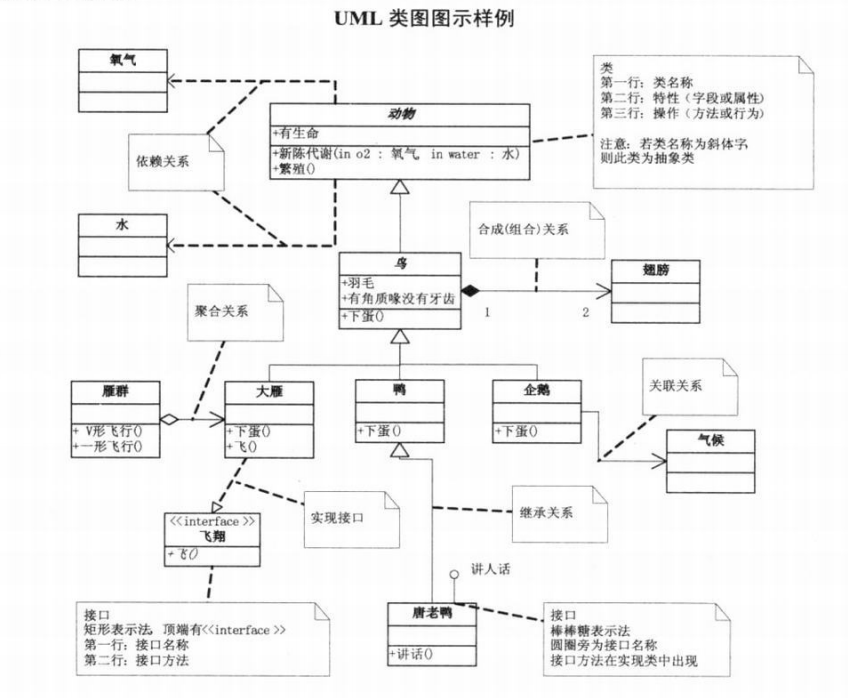 UML 类图图示样例
氧气
动物
+有生命
+新陈代谢(in o2 : 氧气, in water : 水)
+繁殖()
类
第一行：类名称
第二行：特性（字段或属性）
第三行：操作（方法或行为）
注意：若类名称为斜体字
则此类为抽象类
依赖关系
水
合成(组合)关系
鸟
+羽毛
+有角质喙没有牙齿
+下蛋()
1
2
翅膀
聚合关系
雁群
+ V形飞行()
+一形飞行()
大雁
+下蛋()
+飞()
鸭
+下蛋()
企鹅
+下蛋()
关联关系
气候
<<interface>>
飞翔
+飞()
实现接口
继承关系
讲人话
接口
矩形表示法，顶端有<<interface>>
第一行：接口名称
第二行：接口方法
唐老鸭
+讲话()
接口
棒棒糖表示法
圆圈旁为接口名称
接口方法在实现类中出现